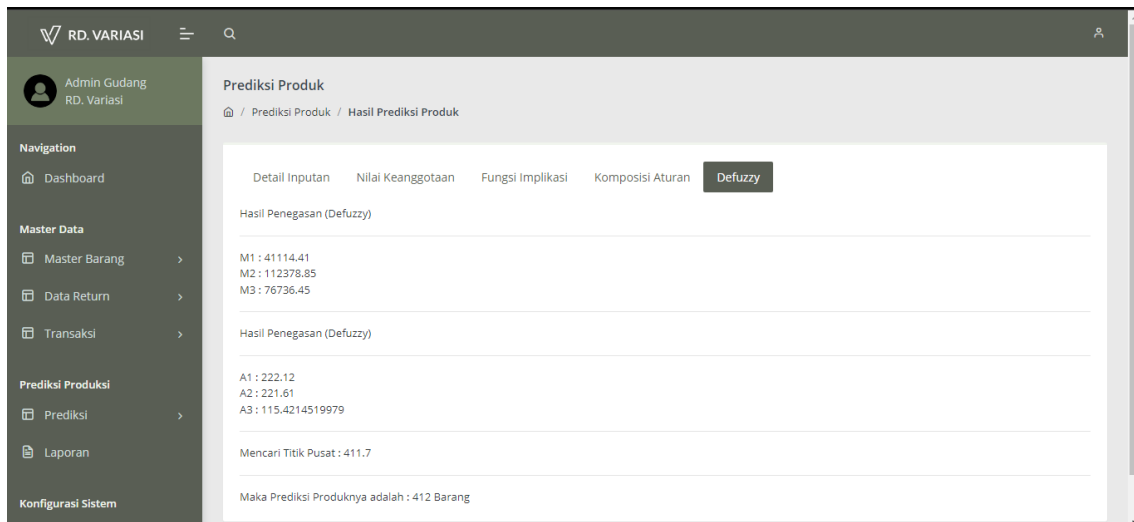 RD. VARIASI
Admin Gudang
RD. Variasi
Navigation
Dashboard
Master Data
Master Barang
Data Return
Transaksi
Prediksi Produksi
Prediksi
Laporan
Konfigurasi Sistem
Prediksi Produk
/ Prediksi Produk / Hasil Prediksi Produk
Detail Inputan Nilai Keanggotaan Fungsi Implikasi Komposisi Aturan Defuzzy
Hasil Penegasan (Defuzzy)
M1 : 41114.41
M2 : 112378.85
M3 : 76736.45
Hasil Penegasan (Defuzzy)
A1 : 222.12
A2 : 221.61
A3 : 115.4214519979
Mencari Titik Pusat : 411.7
Maka Prediksi Produknya adalah : 412 Barang